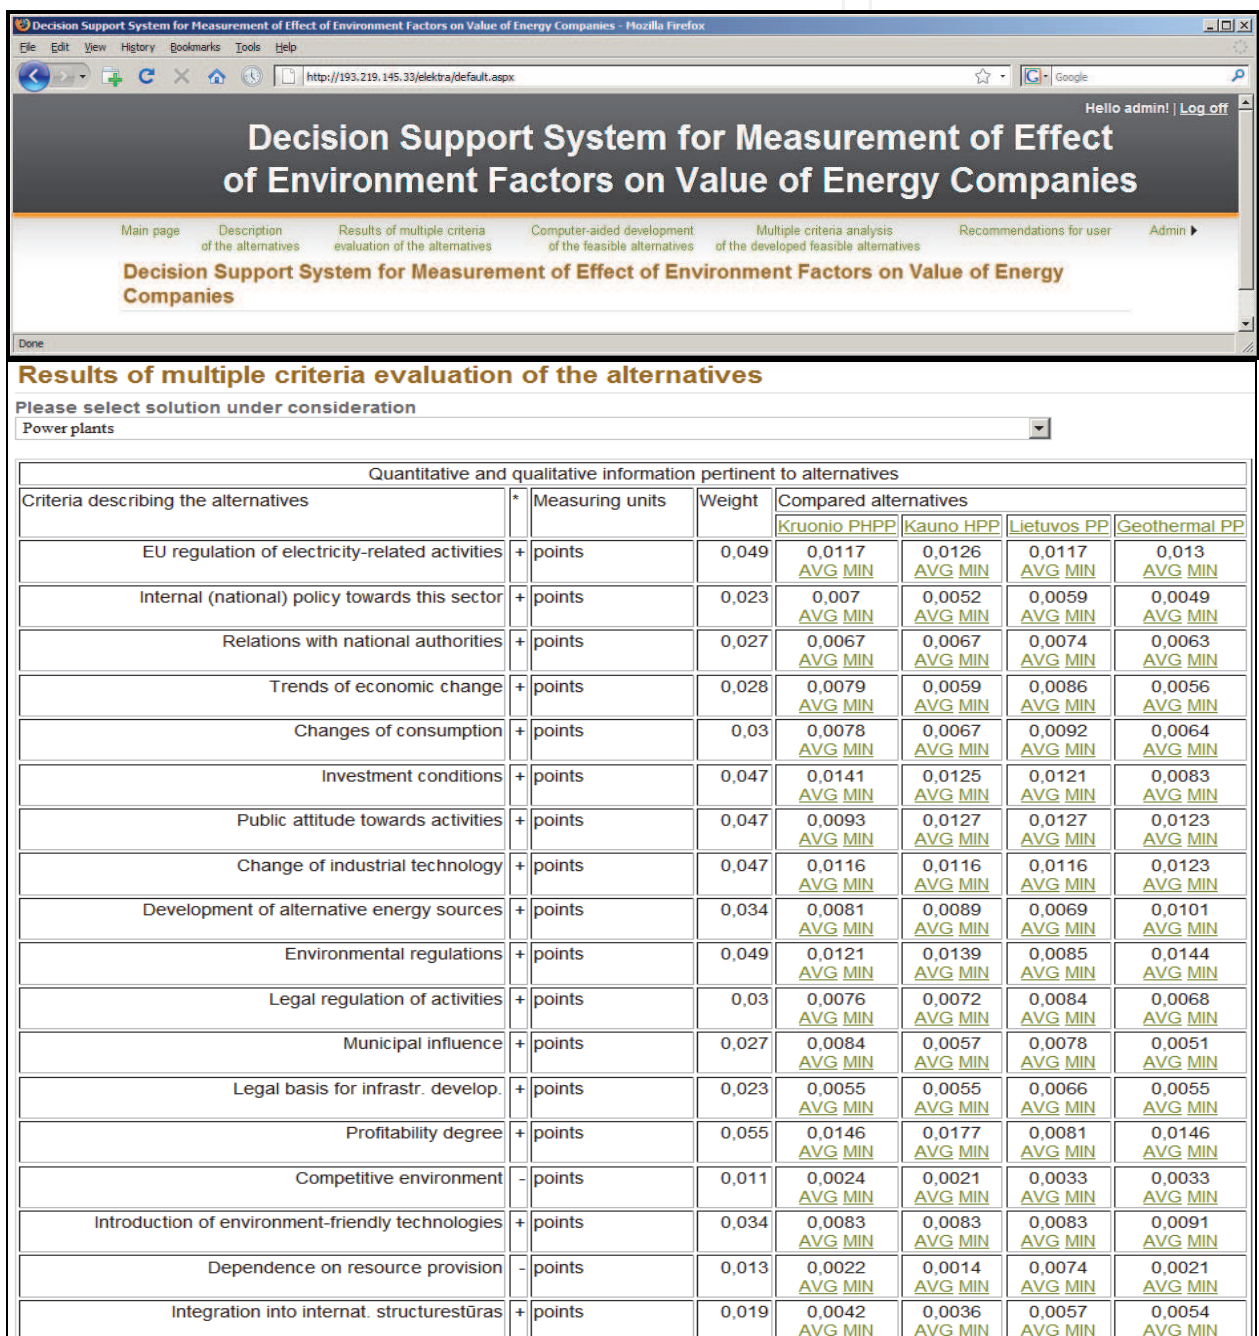 Decision Support System for Measurement of Effect of Environment Factors on Value of Energy Companies - Mozilla Firefox
File Edit View History Bookmarks Tools Help
http://193.219.145.33/elektra/default.aspx
Google
Hello admin! | Log off
Decision Support System for Measurement of Effect
of Environment Factors on Value of Energy Companies
Main page Description Results of multiple criteria Computer-aided development Multiple criteria analysis Recommendations for user Admin
of the alternatives evaluation of the alternatives of the feasible alternatives of the developed feasible alternatives
Decision Support System for Measurement of Effect of Environment Factors on Value of Energy
Companies
Done
Results of multiple criteria evaluation of the alternatives
Please select solution under consideration
Power plants
Quantitative and qualitative information pertinent to alternatives
Criteria describing the alternatives * Measuring units Weight Compared alternatives
Kruonio PHPP Kauno HPP Lietuvos PP Geothermal PP
EU regulation of electricity-related activities + points 0,049 0,0117 0,0126 0,0117 0,013
AVG MIN AVG MIN AVG MIN AVG MIN
Internal (national) policy towards this sector + points 0,023 0,007 0,0052 0,0059 0,0049
AVG MIN AVG MIN AVG MIN AVG MIN
Relations with national authorities + points 0,027 0,0067 0,0067 0,0074 0,0063
AVG MIN AVG MIN AVG MIN AVG MIN
Trends of economic change + points 0,028 0,0079 0,0059 0,0086 0,0056
AVG MIN AVG MIN AVG MIN AVG MIN
Changes of consumption + points 0,03 0,0078 0,0067 0,0092 0,0064
AVG MIN AVG MIN AVG MIN AVG MIN
Investment conditions + points 0,047 0,0141 0,0125 0,0121 0,0083
AVG MIN AVG MIN AVG MIN AVG MIN
Public attitude towards activities + points 0,047 0,0093 0,0127 0,0127 0,0123
AVG MIN AVG MIN AVG MIN AVG MIN
Change of industrial technology + points 0,047 0,0116 0,0116 0,0116 0,0123
AVG MIN AVG MIN AVG MIN AVG MIN
Development of alternative energy sources + points 0,034 0,0081 0,0089 0,0069 0,0101
AVG MIN AVG MIN AVG MIN AVG MIN
Environmental regulations + points 0,049 0,0121 0,0139 0,0085 0,0144
AVG MIN AVG MIN AVG MIN AVG MIN
Legal regulation of activities + points 0,03 0,0076 0,0072 0,0084 0,0068
AVG MIN AVG MIN AVG MIN AVG MIN
Municipal influence + points 0,027 0,0084 0,0057 0,0078 0,0051
AVG MIN AVG MIN AVG MIN AVG MIN
Legal basis for infrastr. develop. + points 0,023 0,0055 0,0055 0,0066 0,0055
AVG MIN AVG MIN AVG MIN AVG MIN
Profitability degree + points 0,055 0,0146 0,0177 0,0081 0,0146
AVG MIN AVG MIN AVG MIN AVG MIN
Competitive environment - points 0,011 0,0024 0,0021 0,0033 0,0033
AVG MIN AVG MIN AVG MIN AVG MIN
Introduction of environment-friendly technologies + points 0,034 0,0083 0,0083 0,0083 0,0091
AVG MIN AVG MIN AVG MIN AVG MIN
Dependence on resource provision - points 0,013 0,0022 0,0014 0,0074 0,0021
AVG MIN AVG MIN AVG MIN AVG MIN
Integration into internat. structurestūras + points 0,019 0,0042 0,0036 0,0057 0,0054
AVG MIN AVG MIN AVG MIN AVG MIN